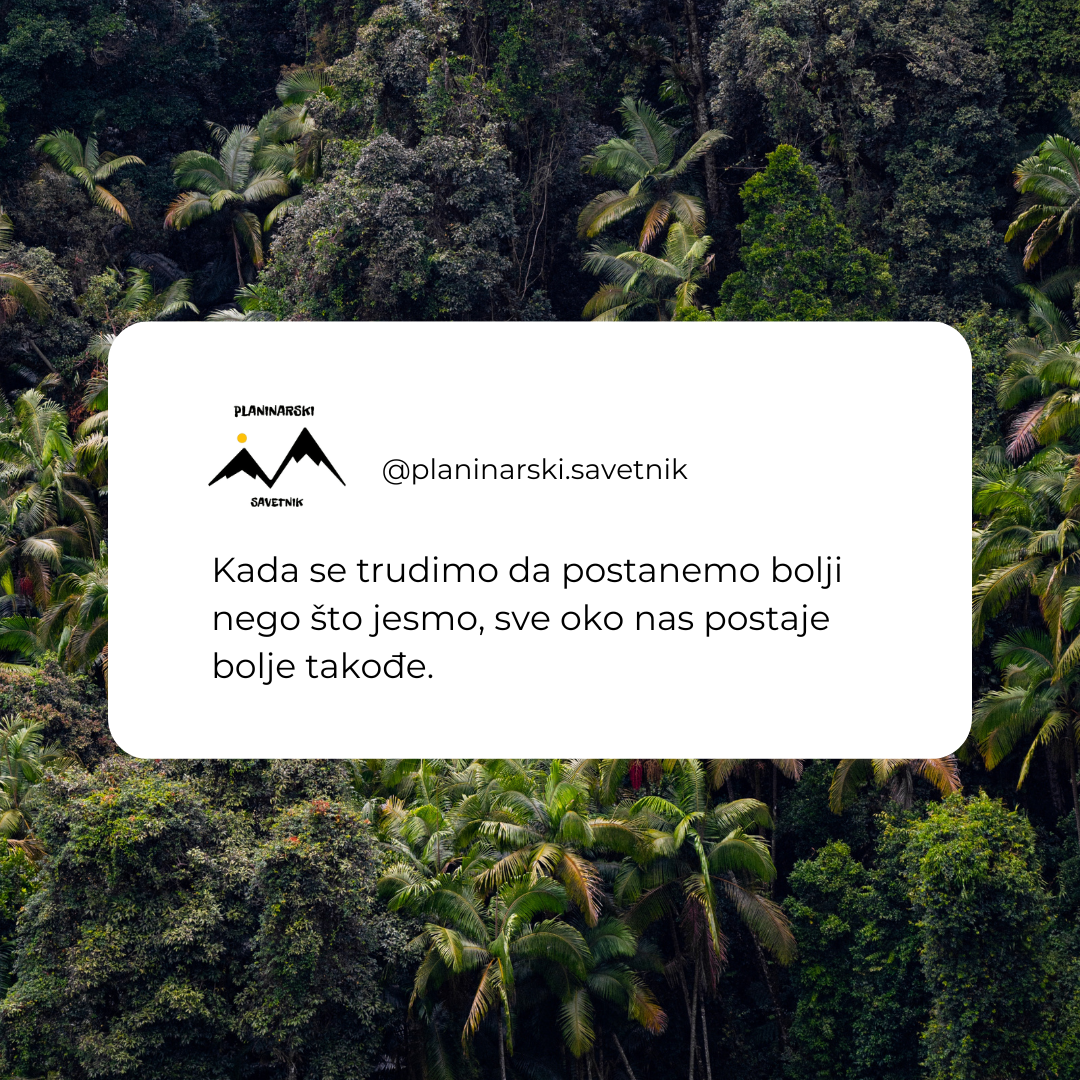 PLANINARSKI
SAVETNIK
@planinarski.savetnik
Kada se trudimo da postanemo bolji
nego što jesmo, sve oko nas postaje
bolje takođe.